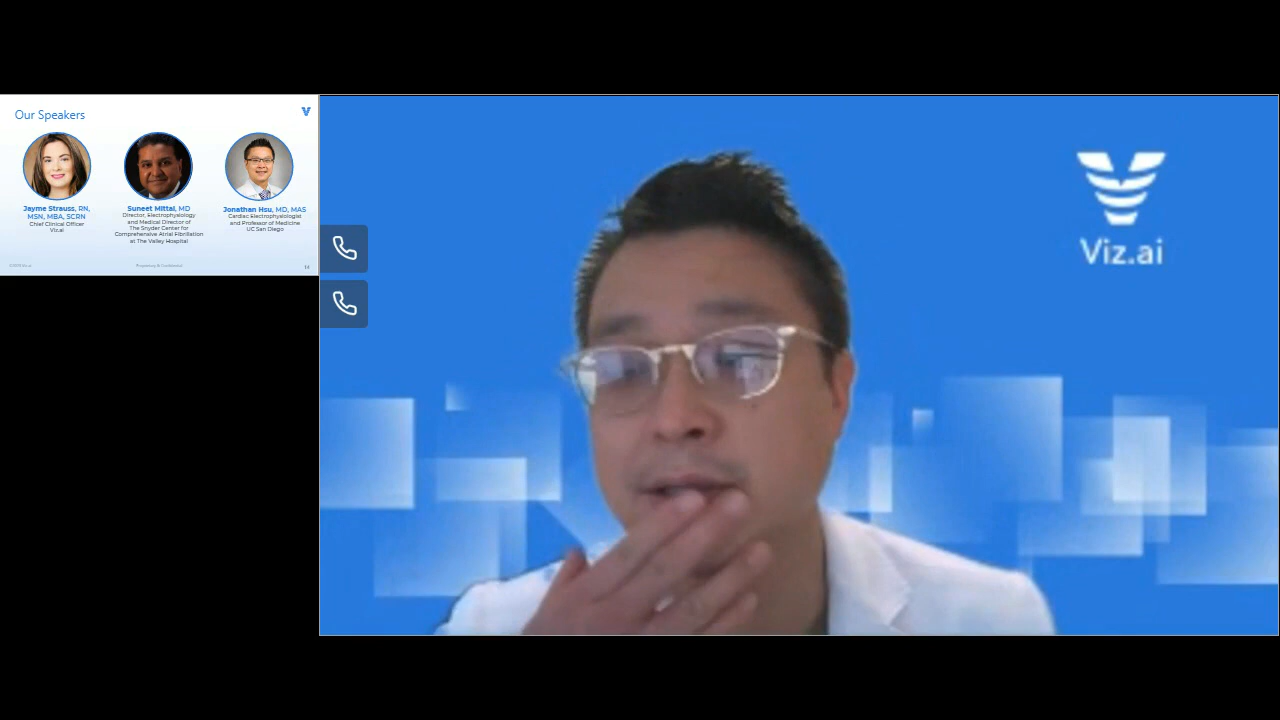 Our Speakers
Jayme Strauss, RN,
MSN, MBA, SCRN
Chief Clinical Officer
Viz.ai
Suneet Mittal, MD
Director, Electrophysiology
and Medical Director of
The Snyder Center for
Comprehensive Atrial Fibrillation
at The Valley Hospital
Jonathan Hsu, MD, MAS
Cardiac Electrophysiologist
and Professor of Medicine
UC San Diego
Proprietary & Confidential
Viz.ai